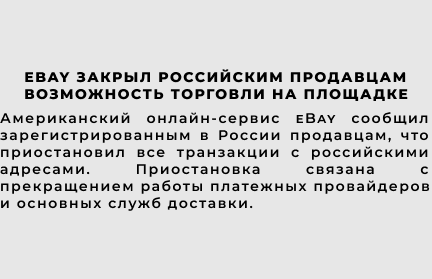 EBAY ЗАКРЫЛ РОССИЙСКИМ ПРОДАВЦАМ
ВОЗМОЖНОСТЬ ТОРГОВЛИ НА ПЛОЩАДКЕ
Американский онлайн-сервис eBay сообщил
зарегистрированным в России продавцам, что
приостановил все транзакции с российскими
адресами. Приостановка связана с
прекращением работы платежных провайдеров
и основных служб доставки.